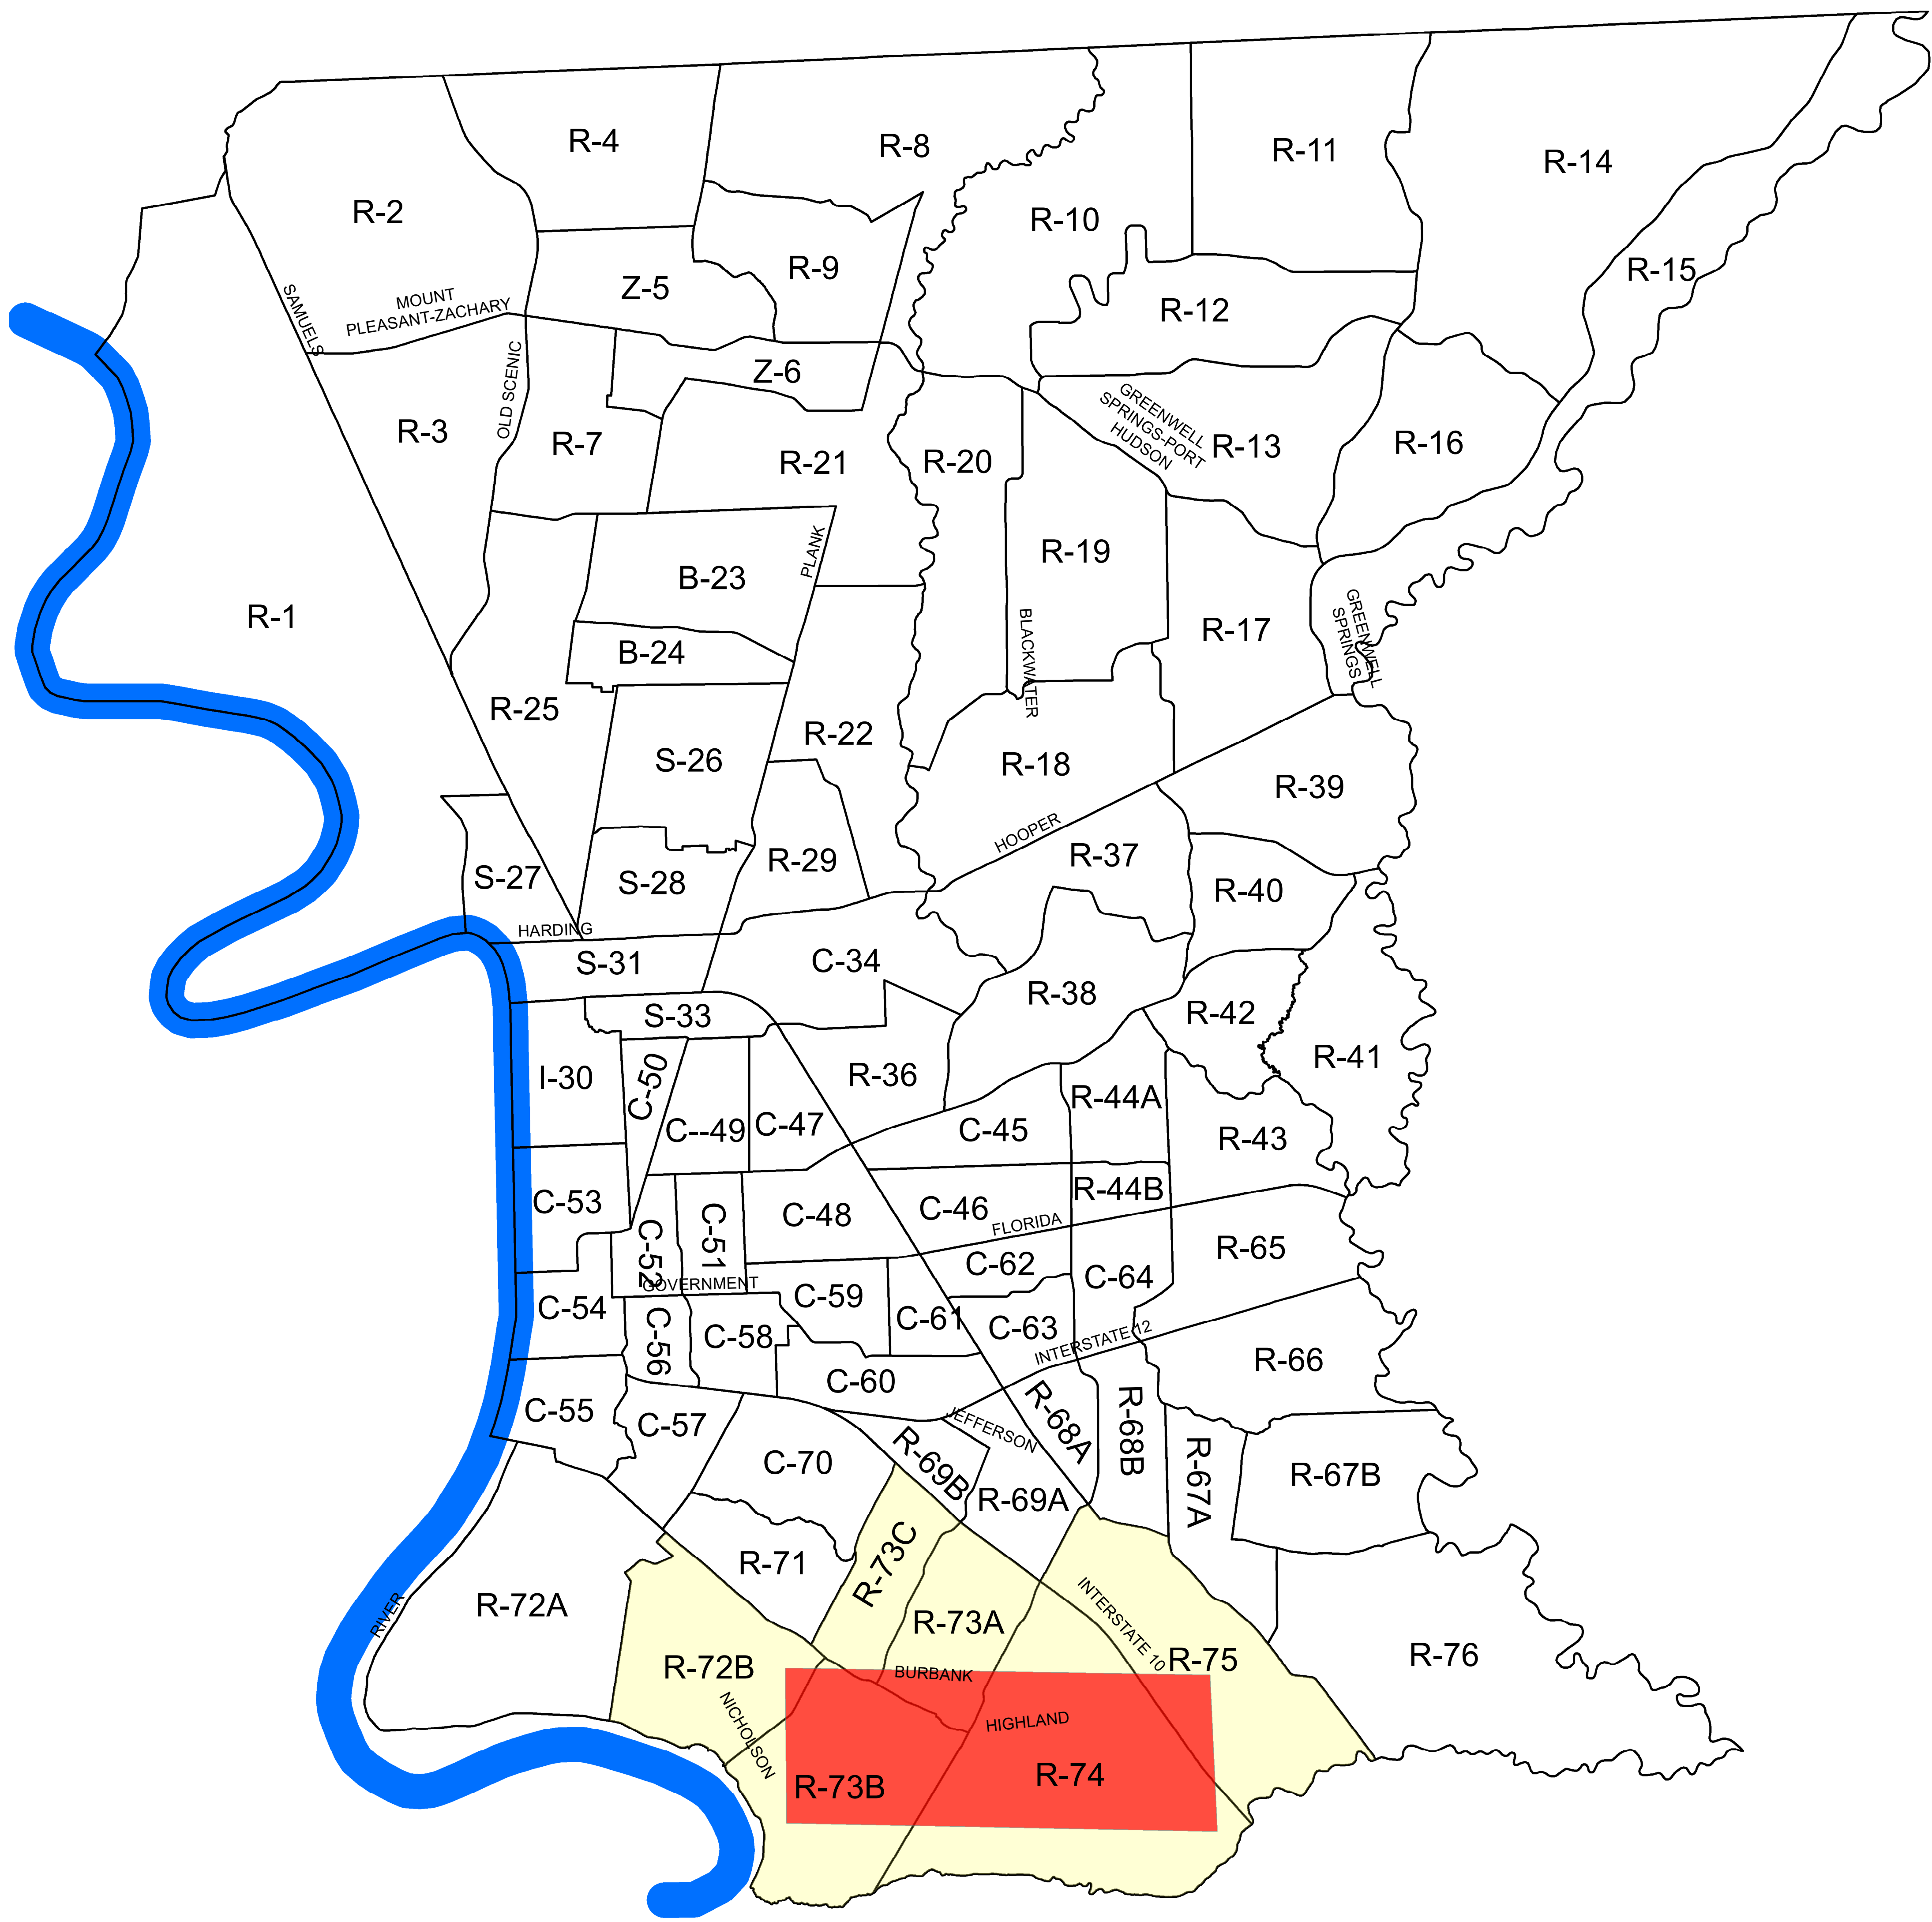 R-4
R-8
R-11
R-14
R-2
R-10
R-9
R-15
Z-5
R-12
SAMUELS
MOUNT
PLEASANT-ZACHARY
OLD SCENIC
Z-6
R-3
R-7
R-21
R-20
GREENWELL
SPRINGS-PORT
HUDSON
R-13
R-16
PLANK
R-19
B-23
R-1
B-24
BLACKWATER
R-17
GREENWELL
SPRINGS
R-25
R-22
S-26
R-18
R-39
HOOPER
S-27
S-28
R-29
R-37
R-40
HARDING
S-31
C-34
R-38
R-42
S-33
R-41
I-30
C-50
R-36
R-44A
C--49
C-47
C-45
R-43
C-53
C-52
C-51
C-48
C-46
R-44B
FLORIDA
R-65
GOVERNMENT
C-62
C-64
C-54
C-59
C-61
C-63
C-56
C-58
INTERSTATE 12
R-66
C-60
C-55
C-57
JEFFERSON
R-68A
R-68B
C-70
R-69B
R-69A
R-67A
R-67B
R-71
R-73C
R-72A
RIVER
R-73A
INTERSTATE 10
R-75
R-76
R-72B
BURBANK
NICHOLSON
HIGHLAND
R-73B
R-74